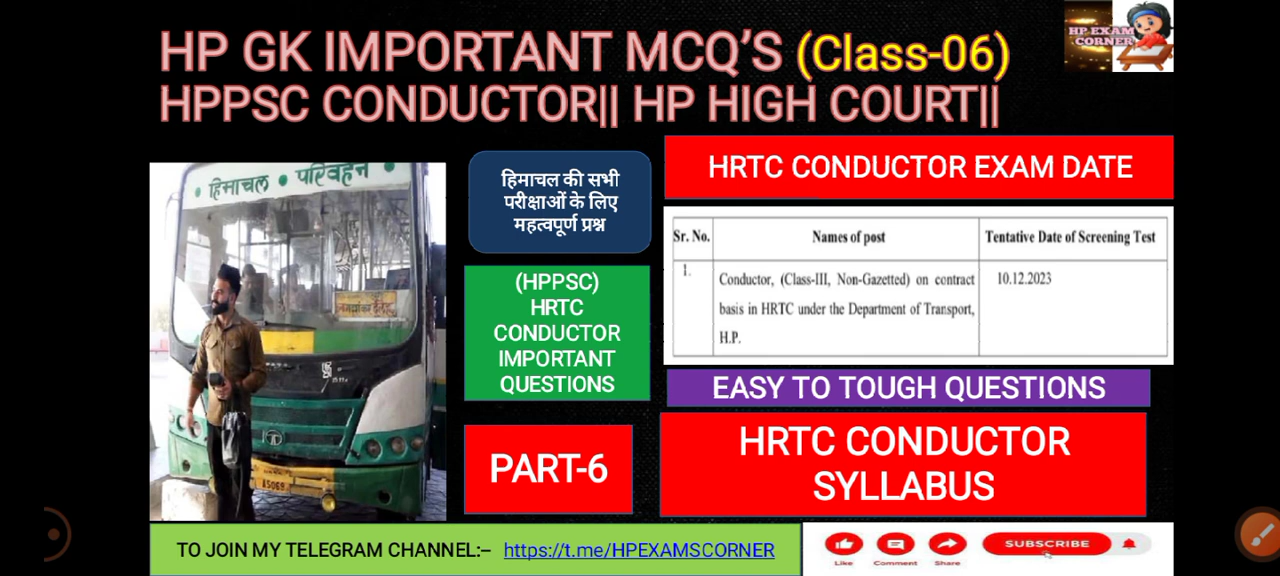 HP GK IMPORTANT MCQ'S (Class-06)
HPPSC CONDUCTOR|| HP HIGH COURT||
HP EXAM
CORNER
HRTC CONDUCTOR EXAM DATE
हिमाचल की सभी
परीक्षाओं के लिए
महत्वपूर्ण प्रश्न
• हिमाचल • परिवहन •
Sr. No. Names of post Tentative Date of Screening Test
1. Conductor, (Class-III, Non-Gazetted) on contract 10.12.2023
basis in HRTC under the Department of Transport,
H.P.
(HPPSC)
HRTC
CONDUCTOR
IMPORTANT
QUESTIONS
EASY TO TOUGH QUESTIONS
PART-6
HRTC CONDUCTOR
SYLLABUS
TO JOIN MY TELEGRAM CHANNEL:– https://t.me/HPEXAMSCORNER
SUBSCRIBE
Like Comment Share